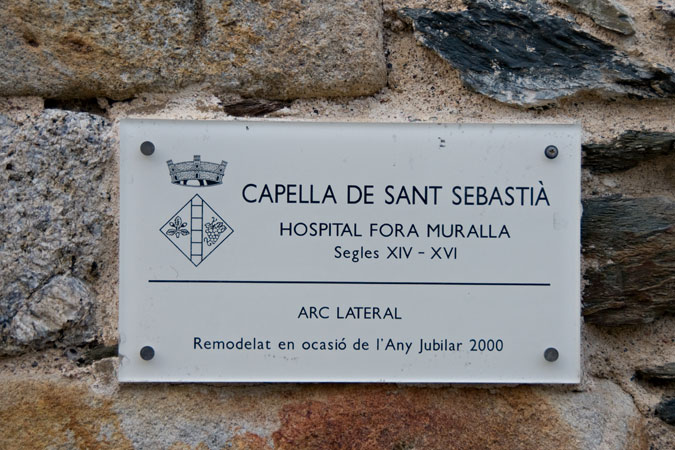 CAPELLA DE SANT SEBASTIÀ
HOSPITAL FORA MURALLA
Segles XIV - XVI
ARC LATERAL
Remodelat en ocasió de l'Any Jubilar 2000